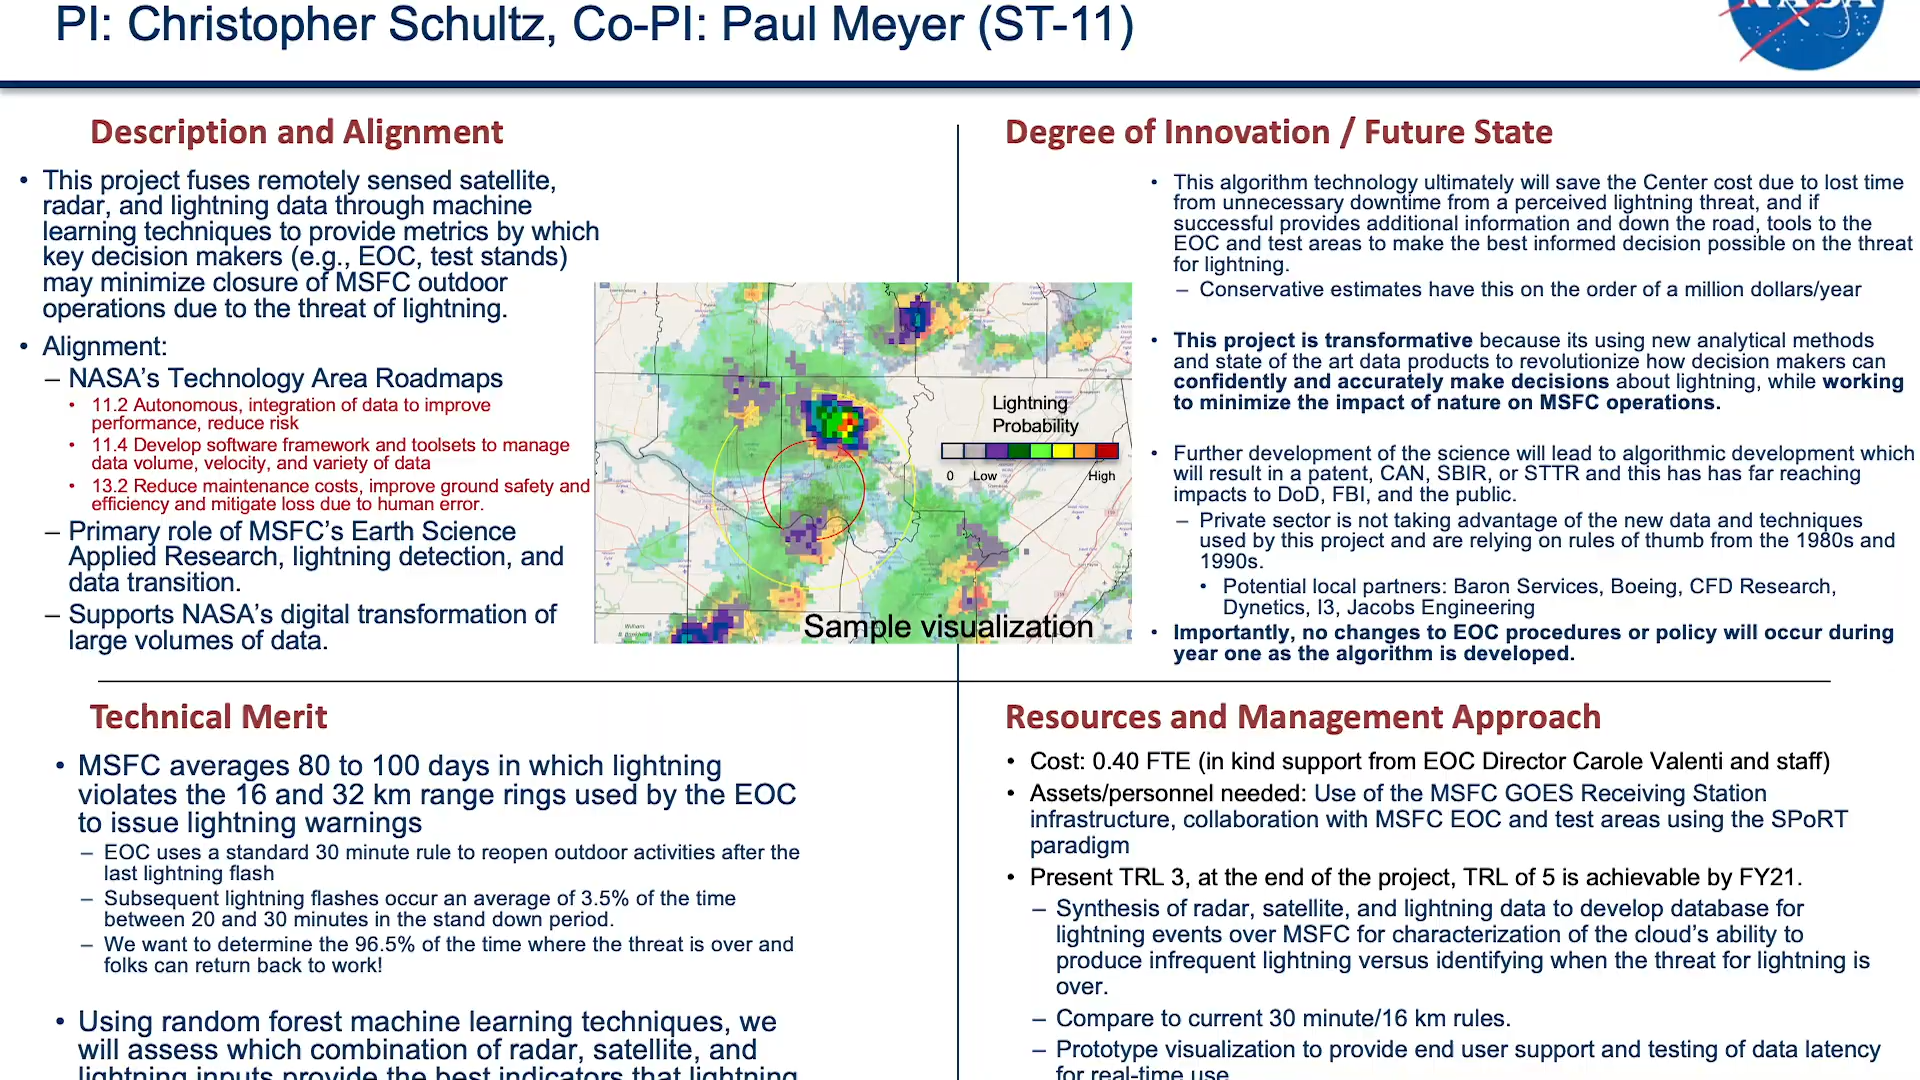 PI: Christopher Schultz, Co-PI: Paul Meyer (ST-11)
NASA
Description and Alignment
• This project fuses remotely sensed satellite,
radar, and lightning data through machine
learning techniques to provide metrics by which
key decision makers (e.g., EOC, test stands)
may minimize closure of MSFC outdoor
operations due to the threat of lightning.
• Alignment:
– NASA's Technology Area Roadmaps
• 11.2 Autonomous, integration of data to improve
performance, reduce risk
• 11.4 Develop software framework and toolsets to manage
data volume, velocity, and variety of data
• 13.2 Reduce maintenance costs, improve ground safety and
efficiency and mitigate loss due to human error.
– Primary role of MSFC's Earth Science
Applied Research, lightning detection, and
data transition.
– Supports NASA's digital transformation of
large volumes of data.
Lightning
Probability
0 Low High
Sample visualization
Degree of Innovation / Future State
• This algorithm technology ultimately will save the Center cost due to lost time
from unnecessary downtime from a perceived lightning threat, and if
successful provides additional information and down the road, tools to the
EOC and test areas to make the best informed decision possible on the threat
for lightning.
– Conservative estimates have this on the order of a million dollars/year
• This project is transformative because its using new analytical methods
and state of the art data products to revolutionize how decision makers can
confidently and accurately make decisions about lightning, while working
to minimize the impact of nature on MSFC operations.
• Further development of the science will lead to algorithmic development which
will result in a patent, CAN, SBIR, or STTR and this has has far reaching
impacts to DoD, FBI, and the public.
– Private sector is not taking advantage of the new data and techniques
used by this project and are relying on rules of thumb from the 1980s and
1990s.
• Potential local partners: Baron Services, Boeing, CFD Research,
Dynetics, I3, Jacobs Engineering
• Importantly, no changes to EOC procedures or policy will occur during
year one as the algorithm is developed.
Technical Merit
• MSFC averages 80 to 100 days in which lightning
violates the 16 and 32 km range rings used by the EOC
to issue lightning warnings
– EOC uses a standard 30 minute rule to reopen outdoor activities after the
last lightning flash
– Subsequent lightning flashes occur an average of 3.5% of the time
between 20 and 30 minutes in the stand down period.
– We want to determine the 96.5% of the time where the threat is over and
folks can return back to work!
• Using random forest machine learning techniques, we
will assess which combination of radar, satellite, and
lightning inputs provide the best indicators that lightning
Resources and Management Approach
• Cost: 0.40 FTE (in kind support from EOC Director Carole Valenti and staff)
• Assets/personnel needed: Use of the MSFC GOES Receiving Station
infrastructure, collaboration with MSFC EOC and test areas using the SPoRT
paradigm
• Present TRL 3, at the end of the project, TRL of 5 is achievable by FY21.
– Synthesis of radar, satellite, and lightning data to develop database for
lightning events over MSFC for characterization of the cloud's ability to
produce infrequent lightning versus identifying when the threat for lightning is
over.
– Compare to current 30 minute/16 km rules.
– Prototype visualization to provide end user support and testing of data latency
for real-time use